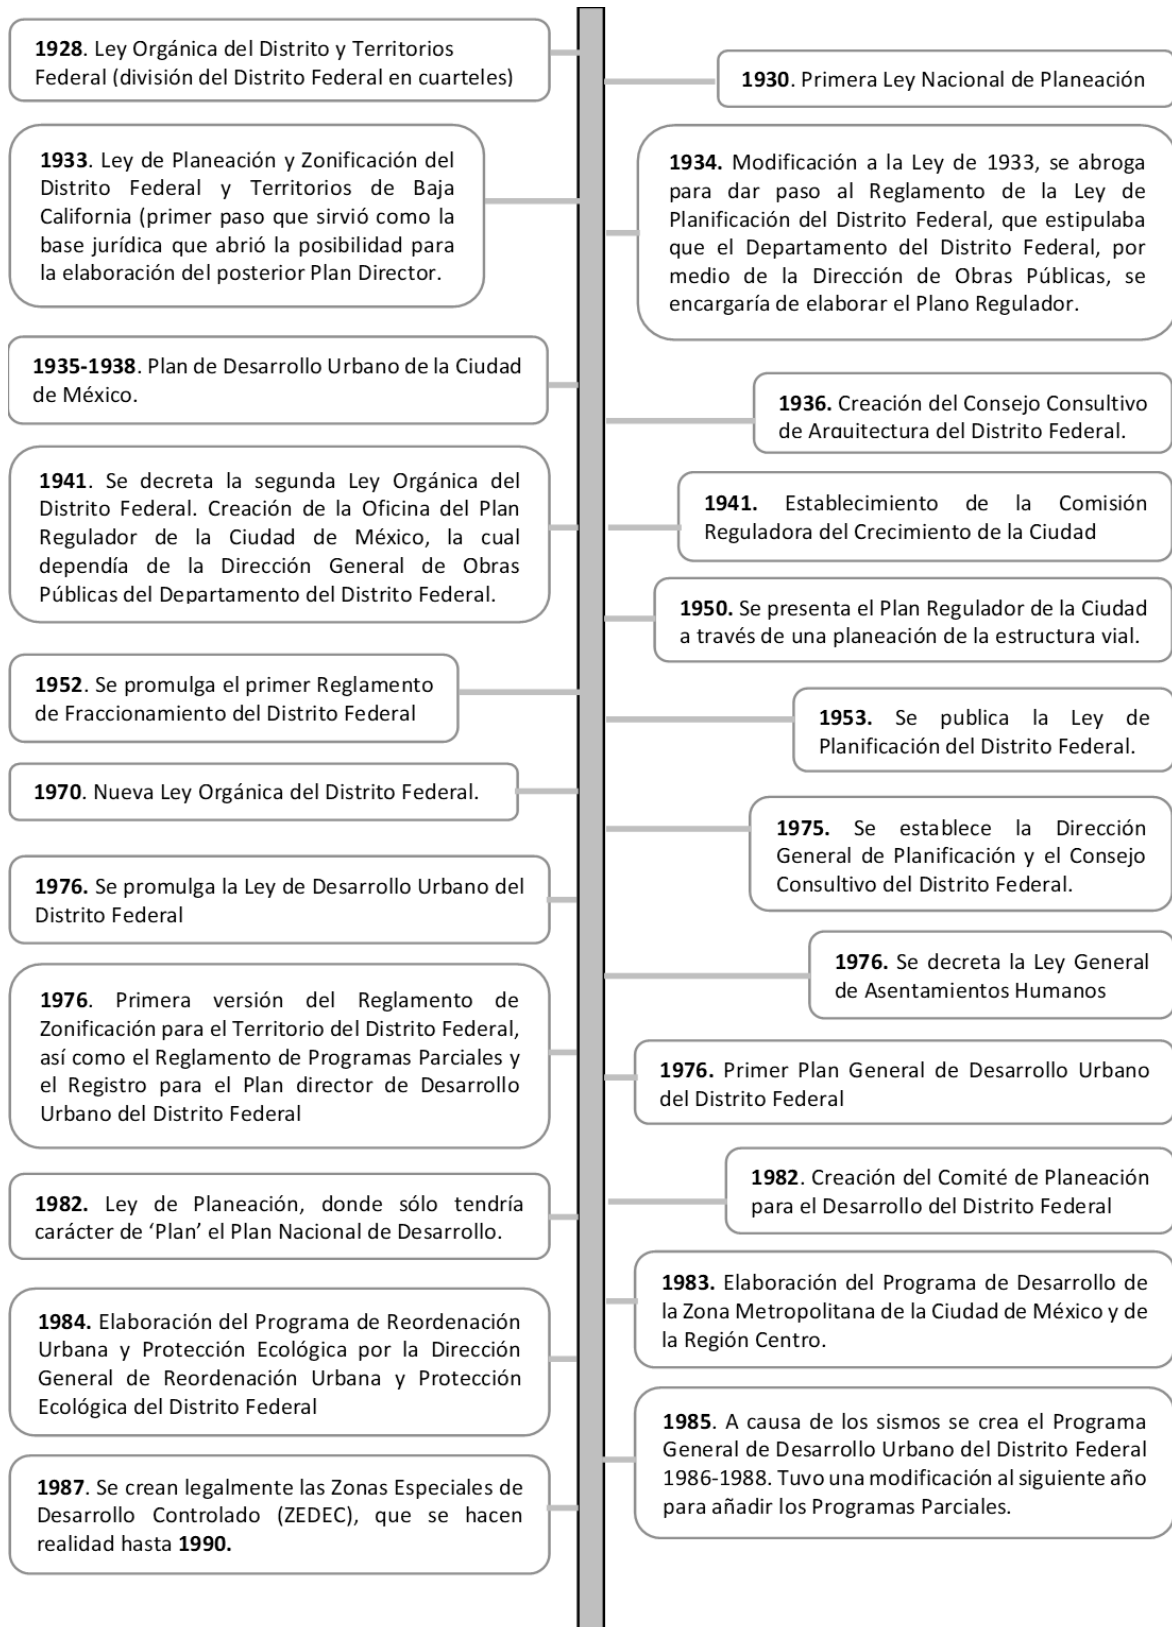 1928. Ley Orgánica del Distrito y Territorios
Federal (división del Distrito Federal en cuarteles)
1930. Primera Ley Nacional de Planeación
1933. Ley de Planeación y Zonificación del
Distrito Federal y Territorios de Baja
California (primer paso que sirvió como la
base jurídica que abrió la posibilidad para
la elaboración del posterior Plan Director.
1934. Modificación a la Ley de 1933, se abroga
para dar paso al Reglamento de la Ley de
Planificación del Distrito Federal, que estipulaba
que el Departamento del Distrito Federal, por
medio de la Dirección de Obras Públicas, se
encargaría de elaborar el Plano Regulador.
1935-1938. Plan de Desarrollo Urbano de la Ciudad
de México.
1936. Creación del Consejo Consultivo
de Arquitectura del Distrito Federal.
1941. Se decreta la segunda Ley Orgánica del
Distrito Federal. Creación de la Oficina del Plan
Regulador de la Ciudad de México, la cual
dependía de la Dirección General de Obras
Públicas del Departamento del Distrito Federal.
1941. Establecimiento de la Comisión
Reguladora del Crecimiento de la Ciudad
1950. Se presenta el Plan Regulador de la Ciudad
a través de una planeación de la estructura vial.
1952. Se promulga el primer Reglamento
de Fraccionamiento del Distrito Federal
1953. Se publica la Ley de
Planificación del Distrito Federal.
1970. Nueva Ley Orgánica del Distrito Federal.
1975. Se establece la Dirección
General de Planificación y el Consejo
Consultivo del Distrito Federal.
1976. Se promulga la Ley de Desarrollo Urbano del
Distrito Federal
1976. Se decreta la Ley General
de Asentamientos Humanos
1976. Primera versión del Reglamento de
Zonificación para el Territorio del Distrito Federal,
así como el Reglamento de Programas Parciales y
el Registro para el Plan director de Desarrollo
Urbano del Distrito Federal
1976. Primer Plan General de Desarrollo Urbano
del Distrito Federal
1982. Ley de Planeación, donde sólo tendría
carácter de ‘Plan’ el Plan Nacional de Desarrollo.
1982. Creación del Comité de Planeación
para el Desarrollo del Distrito Federal
1983. Elaboración del Programa de Desarrollo de
la Zona Metropolitana de la Ciudad de México y de
la Región Centro.
1984. Elaboración del Programa de Reordenación
Urbana y Protección Ecológica por la Dirección
General de Reordenación Urbana y Protección
Ecológica del Distrito Federal
1985. A causa de los sismos se crea el Programa
General de Desarrollo Urbano del Distrito Federal
1986-1988. Tuvo una modificación al siguiente año
para añadir los Programas Parciales.
1987. Se crean legalmente las Zonas Especiales de
Desarrollo Controlado (ZEDEC), que se hacen
realidad hasta 1990.